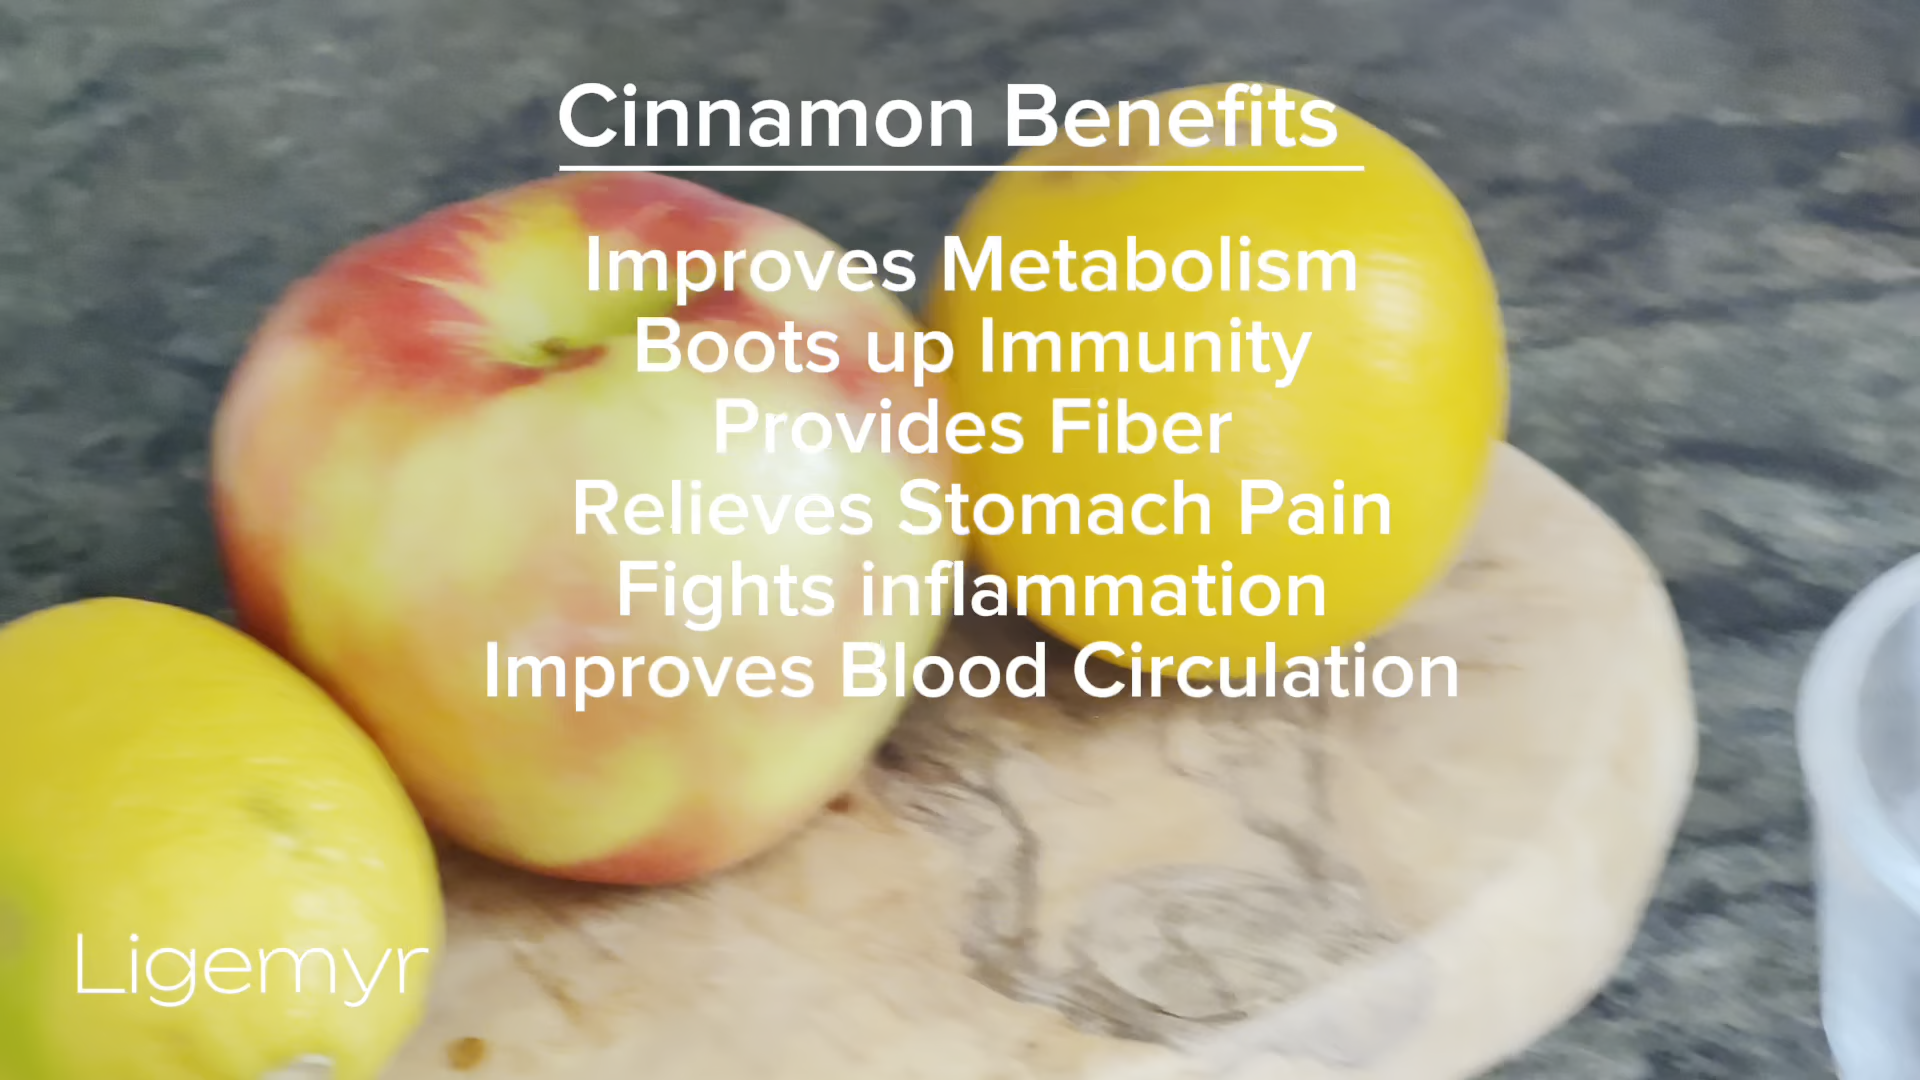 Cinnamon Benefits
Improves Metabolism
Boots up Immunity
Provides Fiber
Relieves Stomach Pain
Fights inflammation
Improves Blood Circulation
Ligemyr